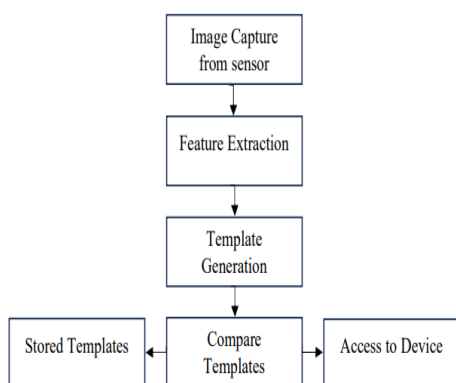 Image Capture
from sensor
Feature Extraction
Template
Generation
Stored Templates
Compare
Templates
Access to Device